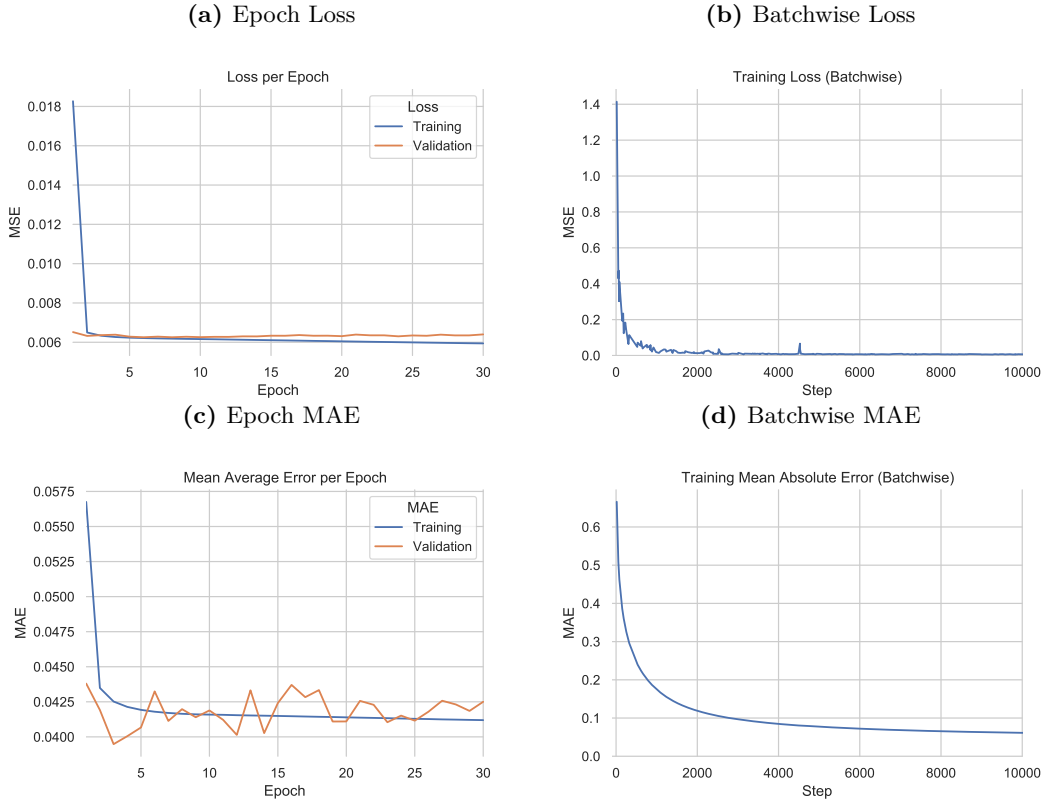 (a) Epoch Loss
Loss per Epoch
Loss
Training
Validation
0.018
0.016
0.014
0.012
0.010
0.008
0.006
MSE
5 10 15 20 25 30
Epoch
(b) Batchwise Loss
Training Loss (Batchwise)
1.4
1.2
1.0
0.8
0.6
0.4
0.2
0.0
MSE
0 2000 4000 6000 8000 10000
Step
(c) Epoch MAE
Mean Average Error per Epoch
MAE
Training
Validation
0.0575
0.0550
0.0525
0.0500
0.0475
0.0450
0.0425
0.0400
MAE
5 10 15 20 25 30
Epoch
(d) Batchwise MAE
Training Mean Absolute Error (Batchwise)
0.6
0.5
0.4
0.3
0.2
0.1
0.0
MAE
0 2000 4000 6000 8000 10000
Step